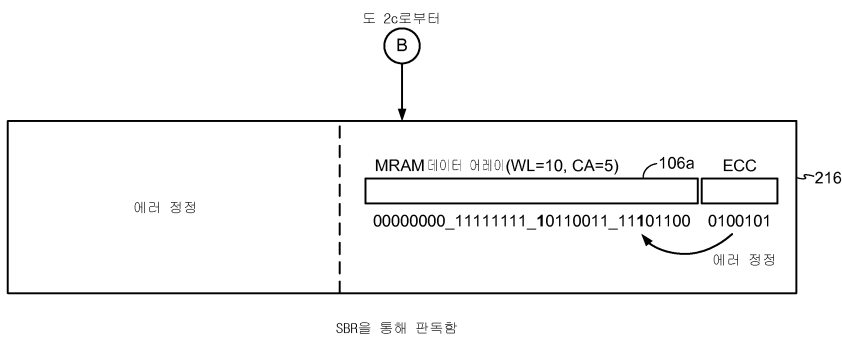 도 2c로부터
B
MRAM 데이터 어레이(WL=10, CA=5)
106a
ECC
216
에러 정정
00000000_11111111_10110011_11101100
0100101
에러 정정
SBR을 통해 판독함